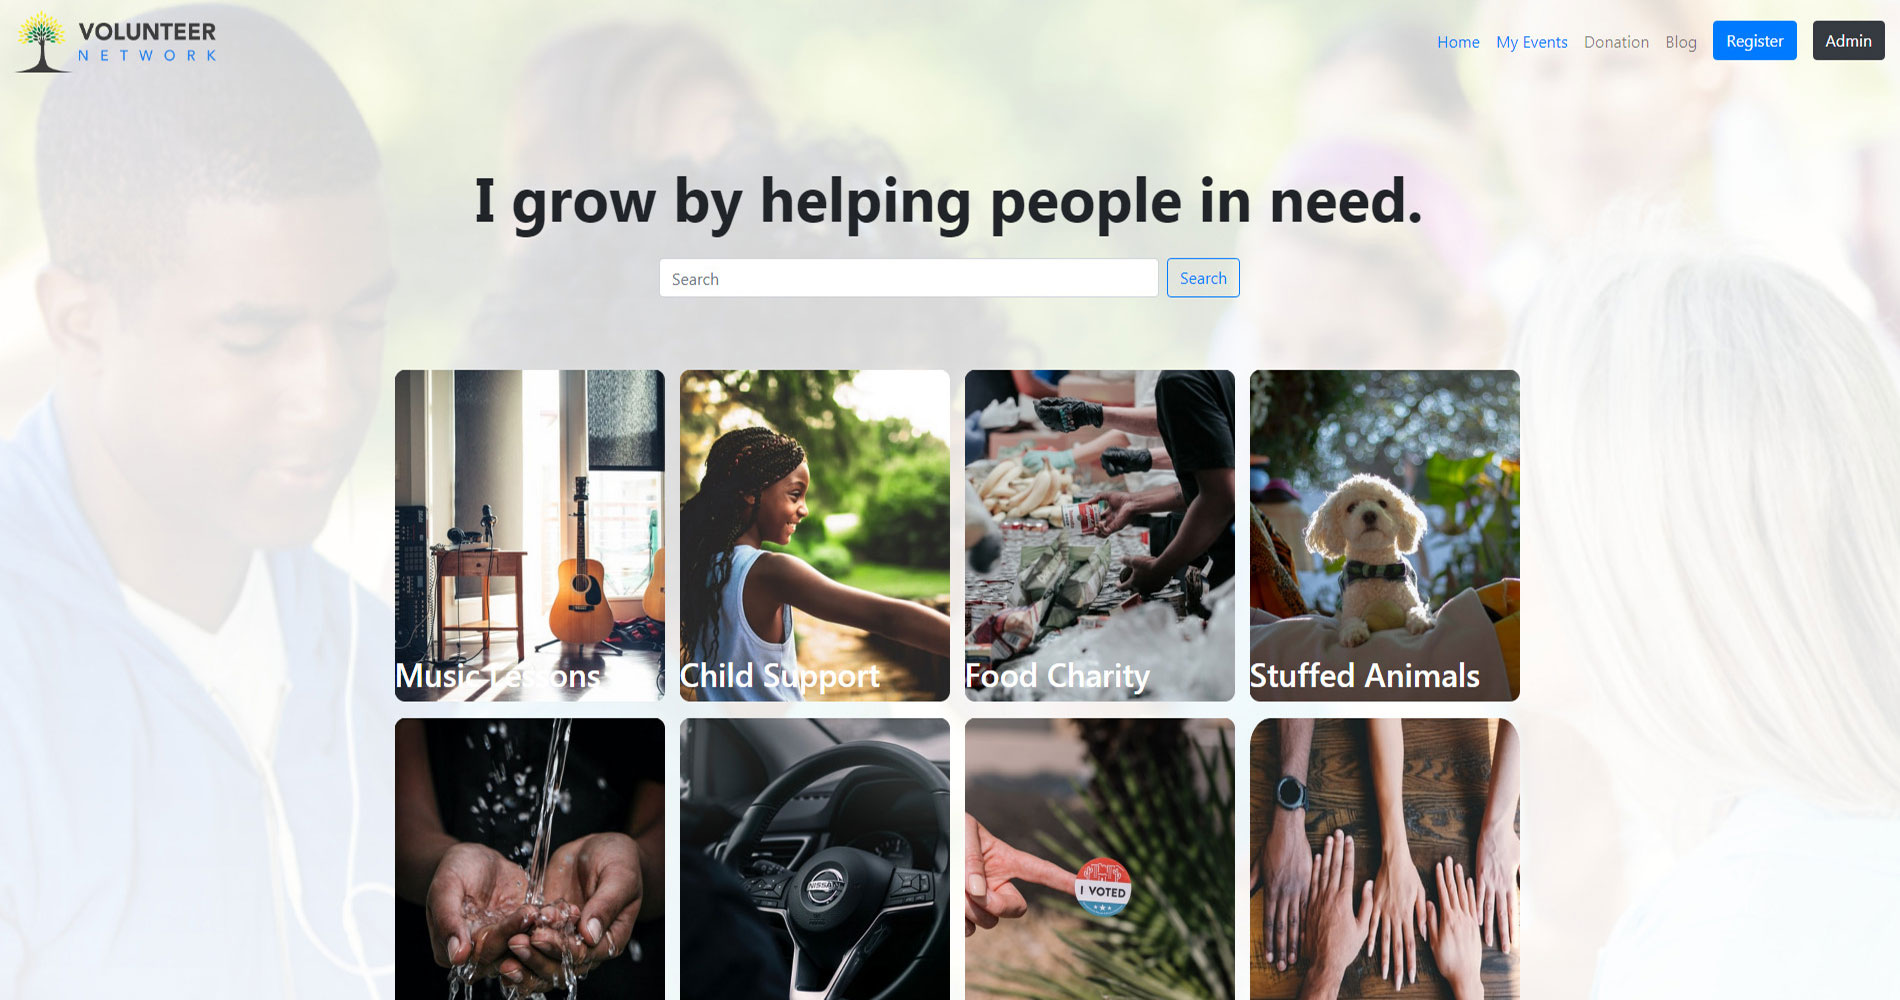 VOLUNTEER
NETWORK
Home
My Events
Donation
Blog
Register
Admin
I grow by helping people in need.
Search
Search
Music Lessons
Child Support
Food Charity
Stuffed Animals
NISSAN
I VOTED